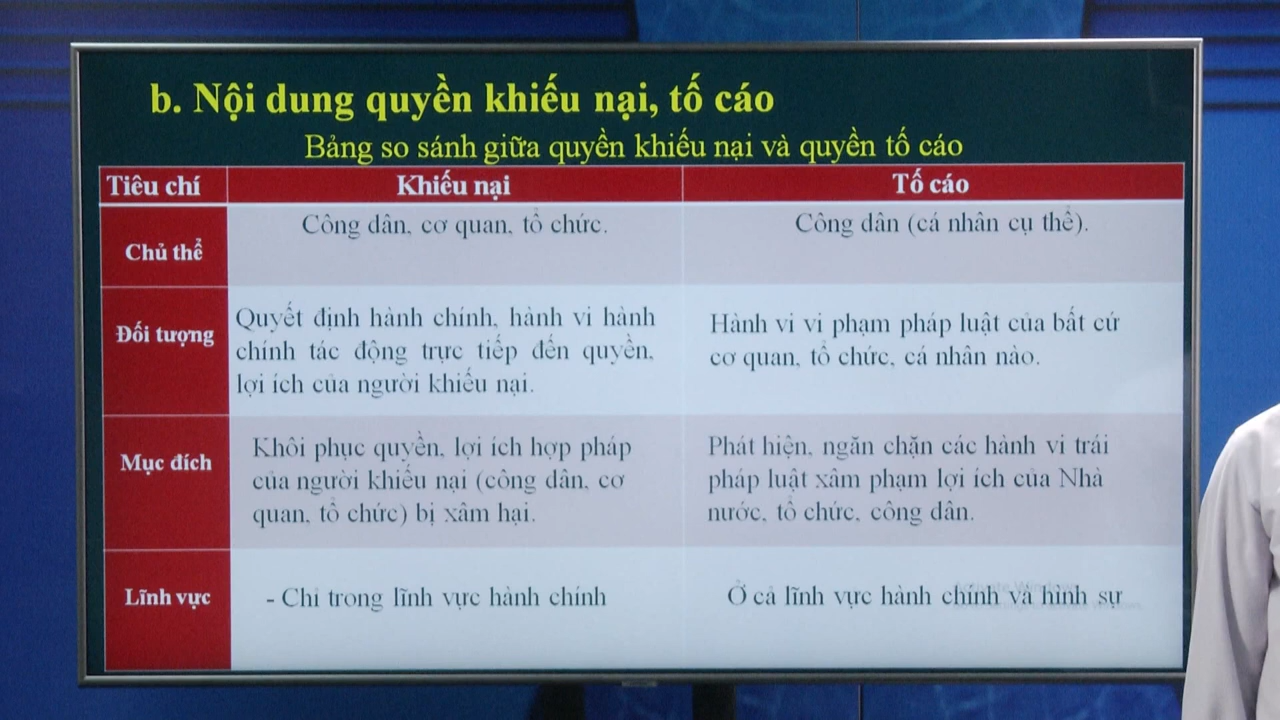 b. Nội dung quyền khiếu nại, tố cáo
Bảng so sánh giữa quyền khiếu nại và quyền tố cáo
Tiêu chí Khiếu nại Tố cáo
Chủ thể
Công dân, cơ quan, tổ chức.
Công dân (cá nhân cụ thể).
Đối tượng
Quyết định hành chính, hành vi hành
chính tác động trực tiếp đến quyền,
lợi ích của người khiếu nại.
Hành vi vi phạm pháp luật của bất cứ
cơ quan, tổ chức, cá nhân nào.
Mục đích
Khôi phục quyền, lợi ích hợp pháp
của người khiếu nại (công dân, cơ
quan, tổ chức) bị xâm hại.
Phát hiện, ngăn chặn các hành vi trái
pháp luật xâm phạm lợi ích của Nhà
nước, tổ chức, công dân.
Lĩnh vực
- Chỉ trong lĩnh vực hành chính
Ở cả lĩnh vực hành chính và hình sự
Activate Windows